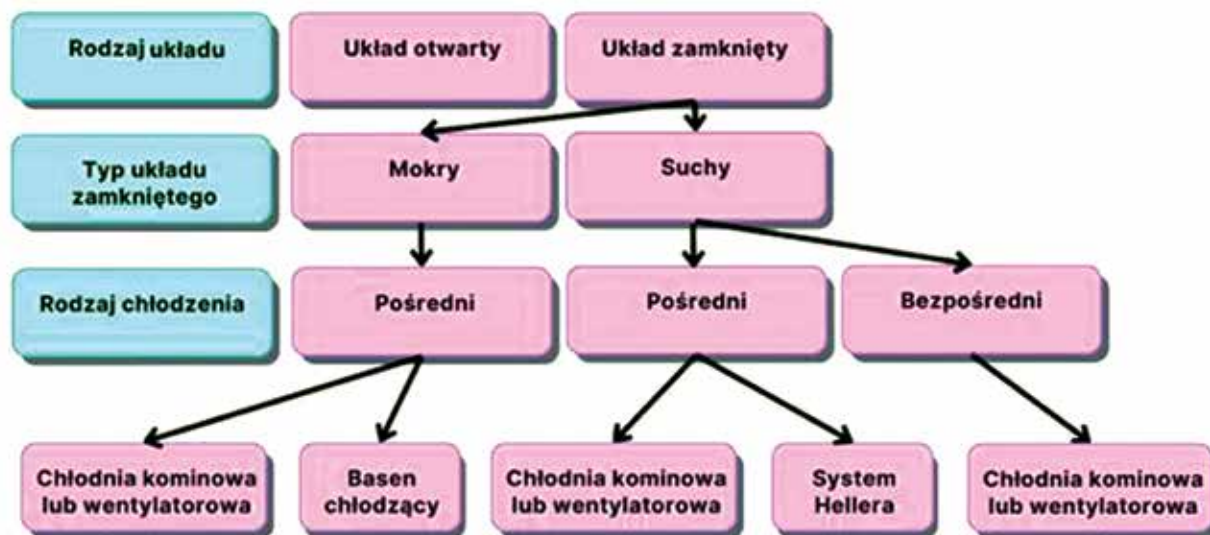 Rodzaj układu
Układ otwarty
Układ zamknięty
Typ układu
zamkniętego
Mokry
Suchy
Rodzaj chłodzenia
Pośredni
Pośredni
Bezpośredni
Chłodnia kominowa
lub wentylatorowa
Basen
chłodzący
Chłodnia kominowa
lub wentylatorowa
System
Hellera
Chłodnia kominowa
lub wentylatorowa